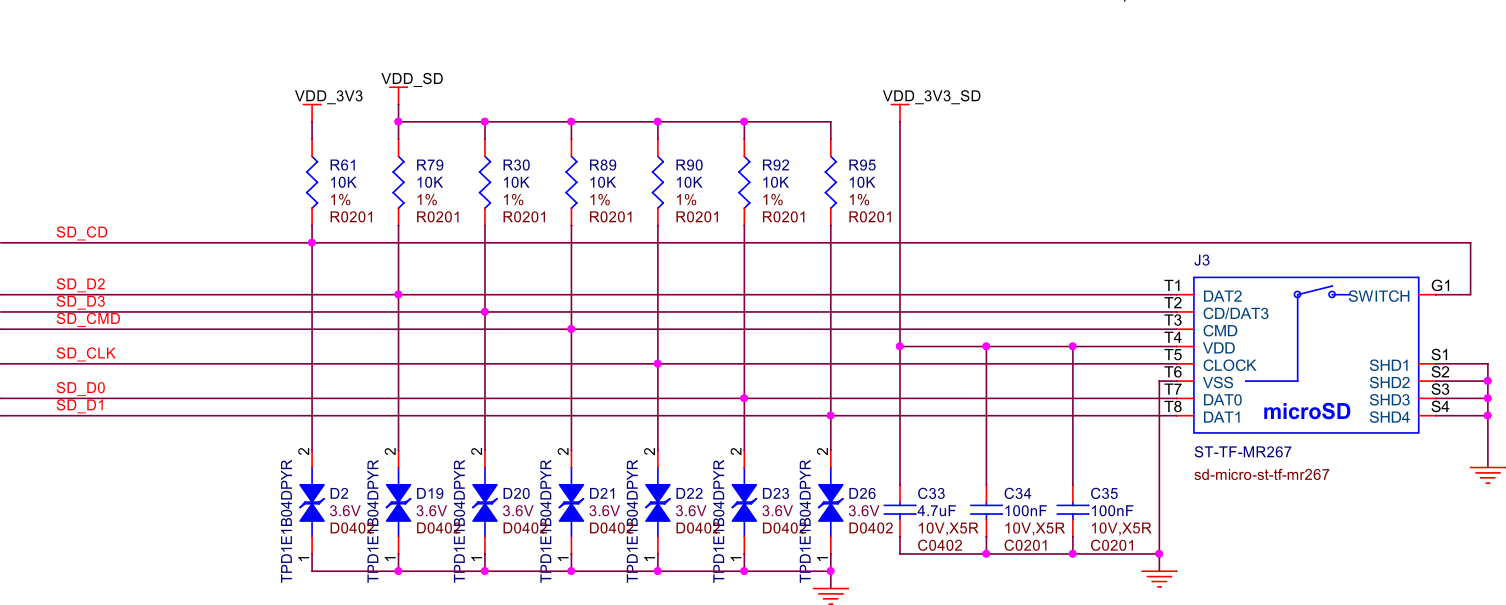 VDD_SD
VDD_3V3
VDD_3V3_SD
R61
10K
1%
R0201
R79
10K
1%
R0201
R30
10K
1%
R0201
R89
10K
1%
R0201
R90
10K
1%
R0201
R92
10K
1%
R0201
R95
10K
1%
R0201
SD_CD
SD_D2
SD_D3
SD_CMD
SD_CLK
SD_D0
SD_D1
J3
T1
T2
T3
T4
T5
T6
T7
T8
DAT2
CD/DAT3
CMD
VDD
CLOCK
VSS
DAT0
DAT1
SWITCH
G1
SHD1
SHD2
SHD3
SHD4
S1
S2
S3
S4
microSD
ST-TF-MR267
sd-micro-st-tf-mr267
2
TPD1E1B04DPYR
1
D2
3.6V
D0402
2
TPD1E1B04DPYR
1
D19
3.6V
D0402
2
TPD1E1B04DPYR
1
D20
3.6V
D0402
2
TPD1E1B04DPYR
1
D21
3.6V
D0402
2
TPD1E1B04DPYR
1
D22
3.6V
D0402
2
TPD1E1B04DPYR
1
D23
3.6V
D0402
2
TPD1E1B04DPYR
1
D26
3.6V
D0402
C33
4.7uF
10V,X5R
C0402
C34
100nF
10V,X5R
C0201
C35
100nF
10V,X5R
C0201